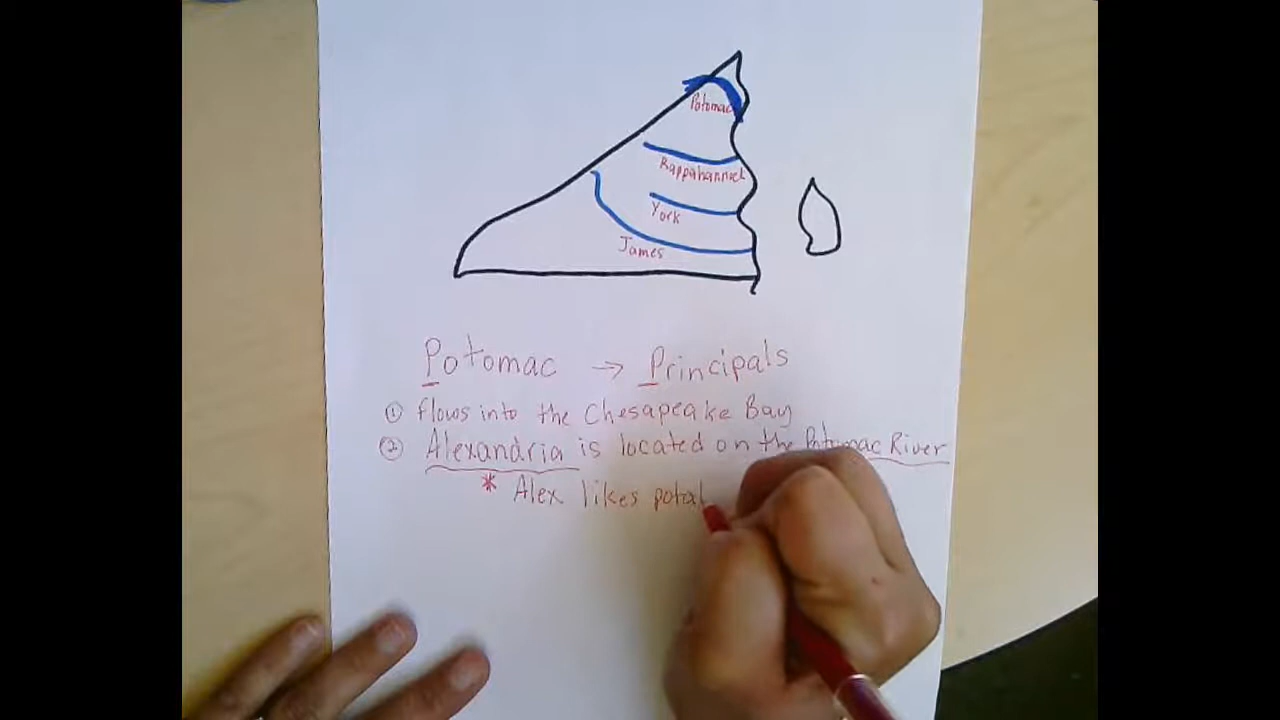 Potomac
Rappahannock
York
James
Potomac → Principals
① flows into the Chesapeake Bay
② Alexandria is located on the Potomac River
* Alex likes potat